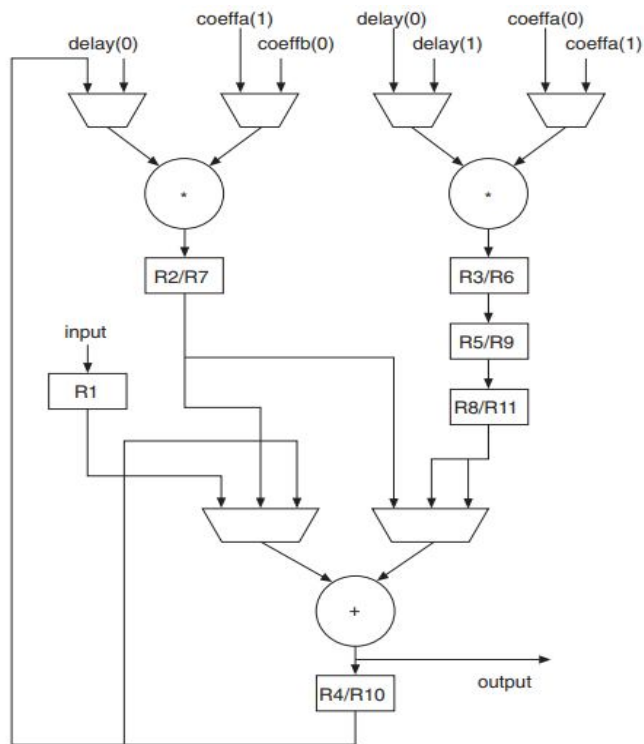 coeffa(1)
delay(0)
coeffb(0)
delay(0)
delay(1)
coeffa(0)
coeffa(1)
*
*
R2/R7
R3/R6
R5/R9
input
R1
R8/R11
+
output
R4/R10